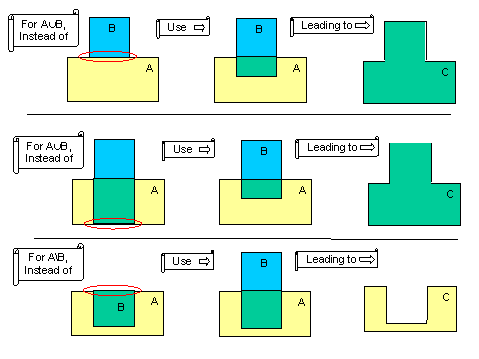 For A∪B,
Instead of
B
A
Use ⇨
B
A
Leading to ⇨
C
For A∪B,
Instead of
A
Use ⇨
B
A
Leading to ⇨
C
For A\B,
Instead of
B
A
Use ⇨
B
A
Leading to ⇨
C